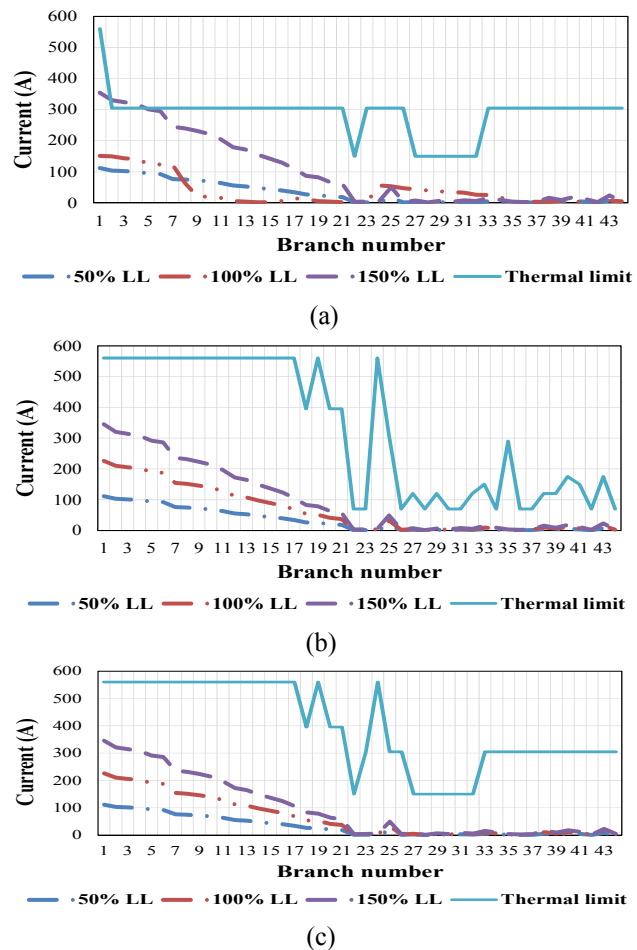 600
500
400
300
200
100
0
Current (A)
1 3 5 7 9 11 13 15 17 19 21 23 25 27 29 31 33 35 37 39 41 43
Branch number
50% LL 100% LL 150% LL Thermal limit
(a)
600
500
400
300
200
100
0
Current (A)
1 3 5 7 9 11 13 15 17 19 21 23 25 27 29 31 33 35 37 39 41 43
Branch number
50% LL 100% LL 150% LL Thermal limit
(b)
600
500
400
300
200
100
0
Current (A)
1 3 5 7 9 11 13 15 17 19 21 23 25 27 29 31 33 35 37 39 41 43
Branch number
50% LL 100% LL 150% LL Thermal limit
(c)